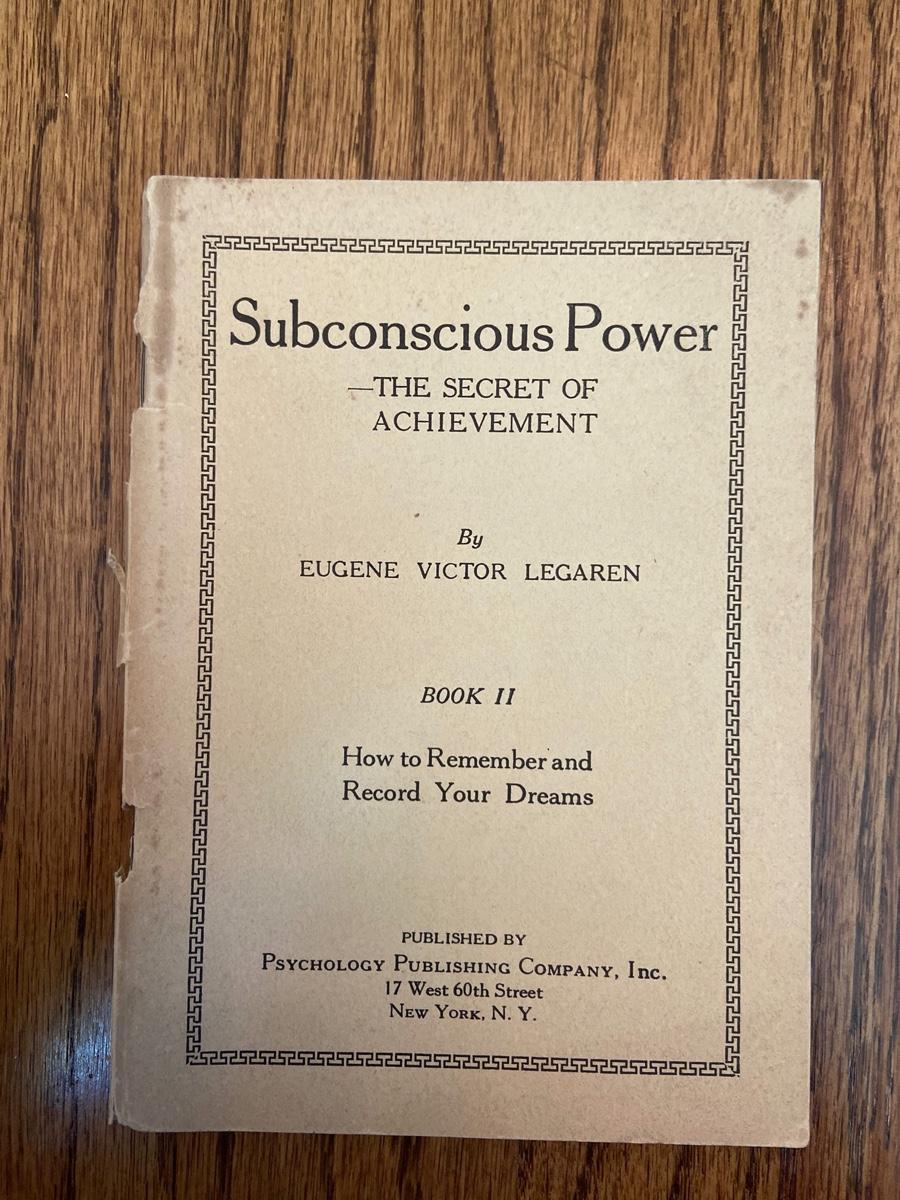 Subconscious Power
—THE SECRET OF
ACHIEVEMENT
By
EUGENE VICTOR LEGAREN
BOOK II
How to Remember and
Record Your Dreams
PUBLISHED BY
PSYCHOLOGY PUBLISHING COMPANY, Inc.
17 West 60th Street
NEW YORK, N. Y.